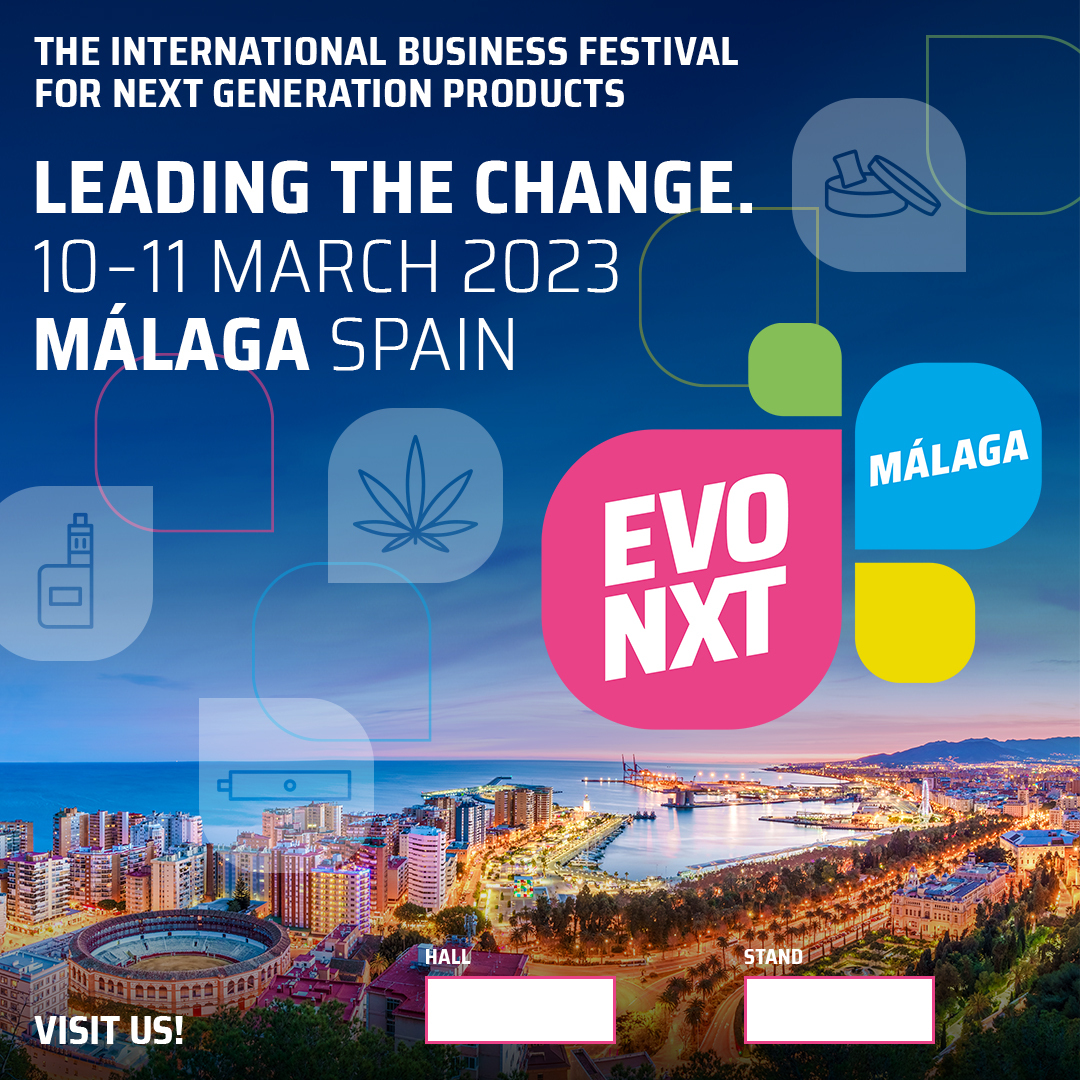 THE INTERNATIONAL BUSINESS FESTIVAL
FOR NEXT GENERATION PRODUCTS
LEADING THE CHANGE.
10–11 MARCH 2023
MÁLAGA SPAIN
MÁLAGA
EVO
NXT
HALL
STAND
VISIT US!